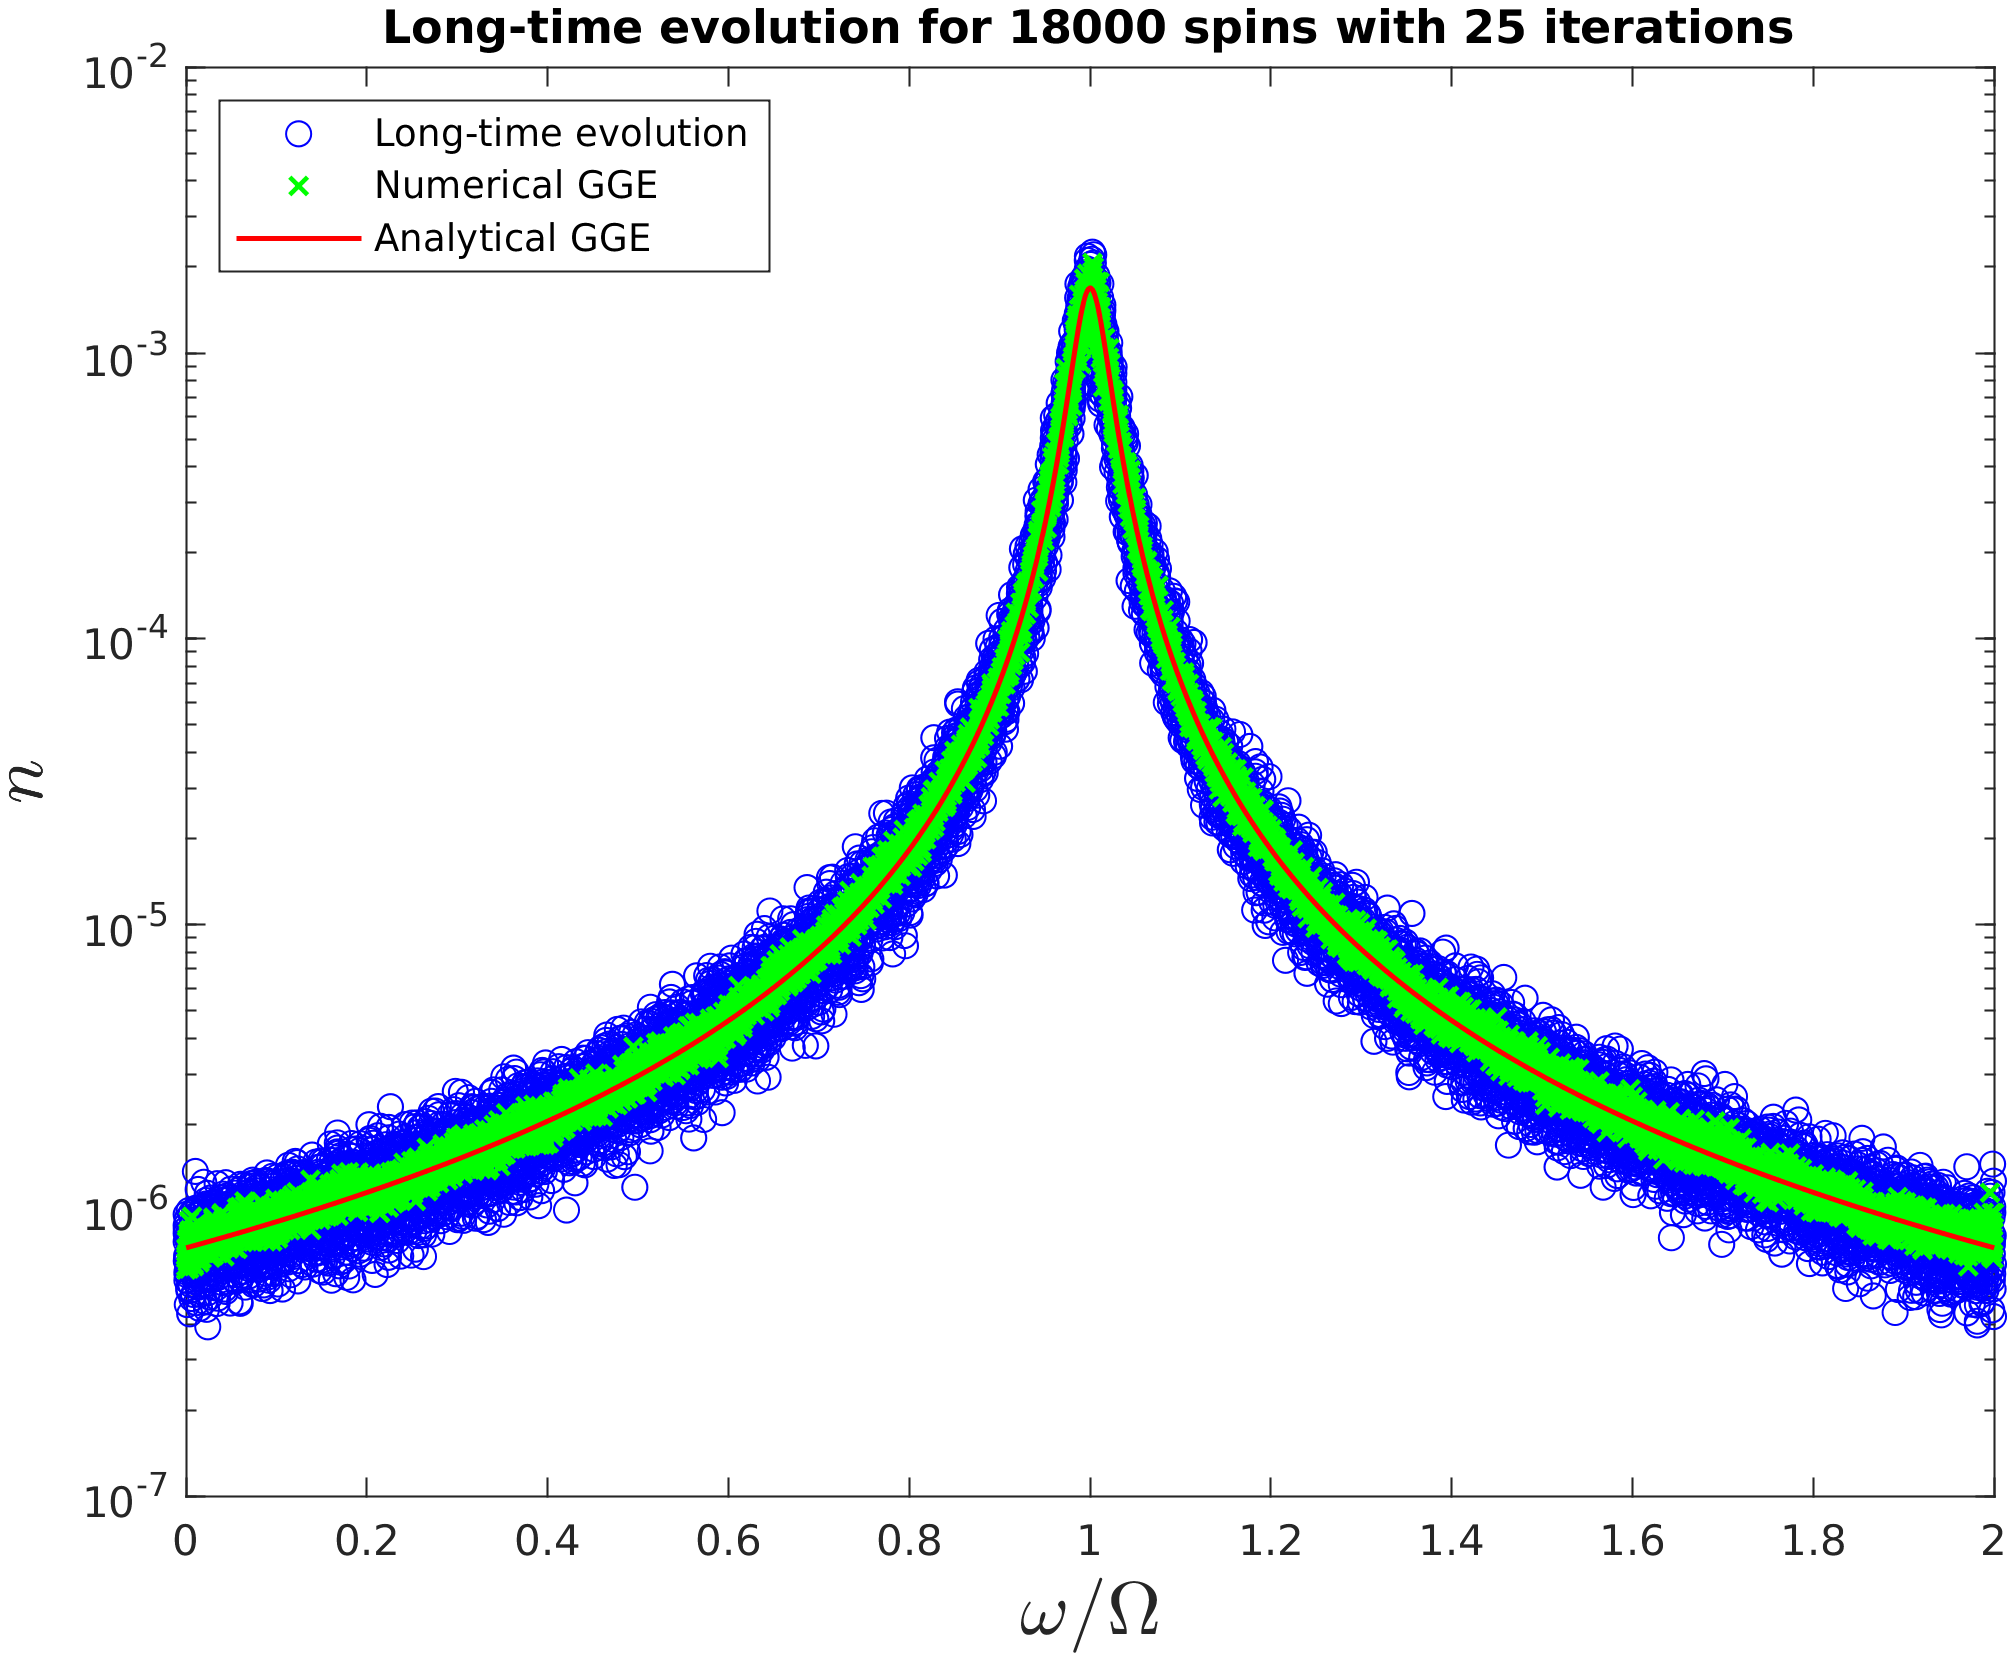 Long-time evolution for 18000 spins with 25 iterations
Long-time evolution
Numerical GGE
Analytical GGE
10^-2
10^-3
10^-4
10^-5
10^-6
10^-7
n
0 0.2 0.4 0.6 0.8 1 1.2 1.4 1.6 1.8 2
ω/Ω